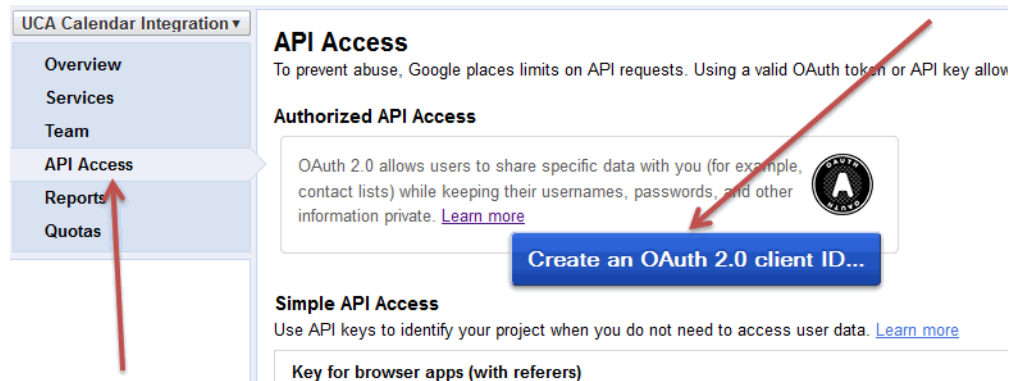 UCA Calendar Integration
Overview
Services
Team
API Access
Reports
Quotas
API Access
To prevent abuse, Google places limits on API requests. Using a valid OAuth token or API key allow
Authorized API Access
OAuth 2.0 allows users to share specific data with you (for example,
contact lists) while keeping their usernames, passwords, and other
information private. Learn more
OAUTH
A
OAUTH
Create an OAuth 2.0 client ID...
Simple API Access
Use API keys to identify your project when you do not need to access user data. Learn more
Key for browser apps (with referers)